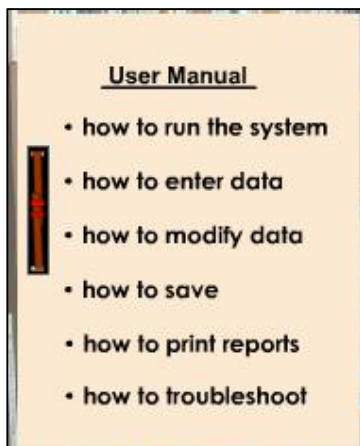 User Manual
• how to run the system
• how to enter data
• how to modify data
• how to save
• how to print reports
• how to troubleshoot